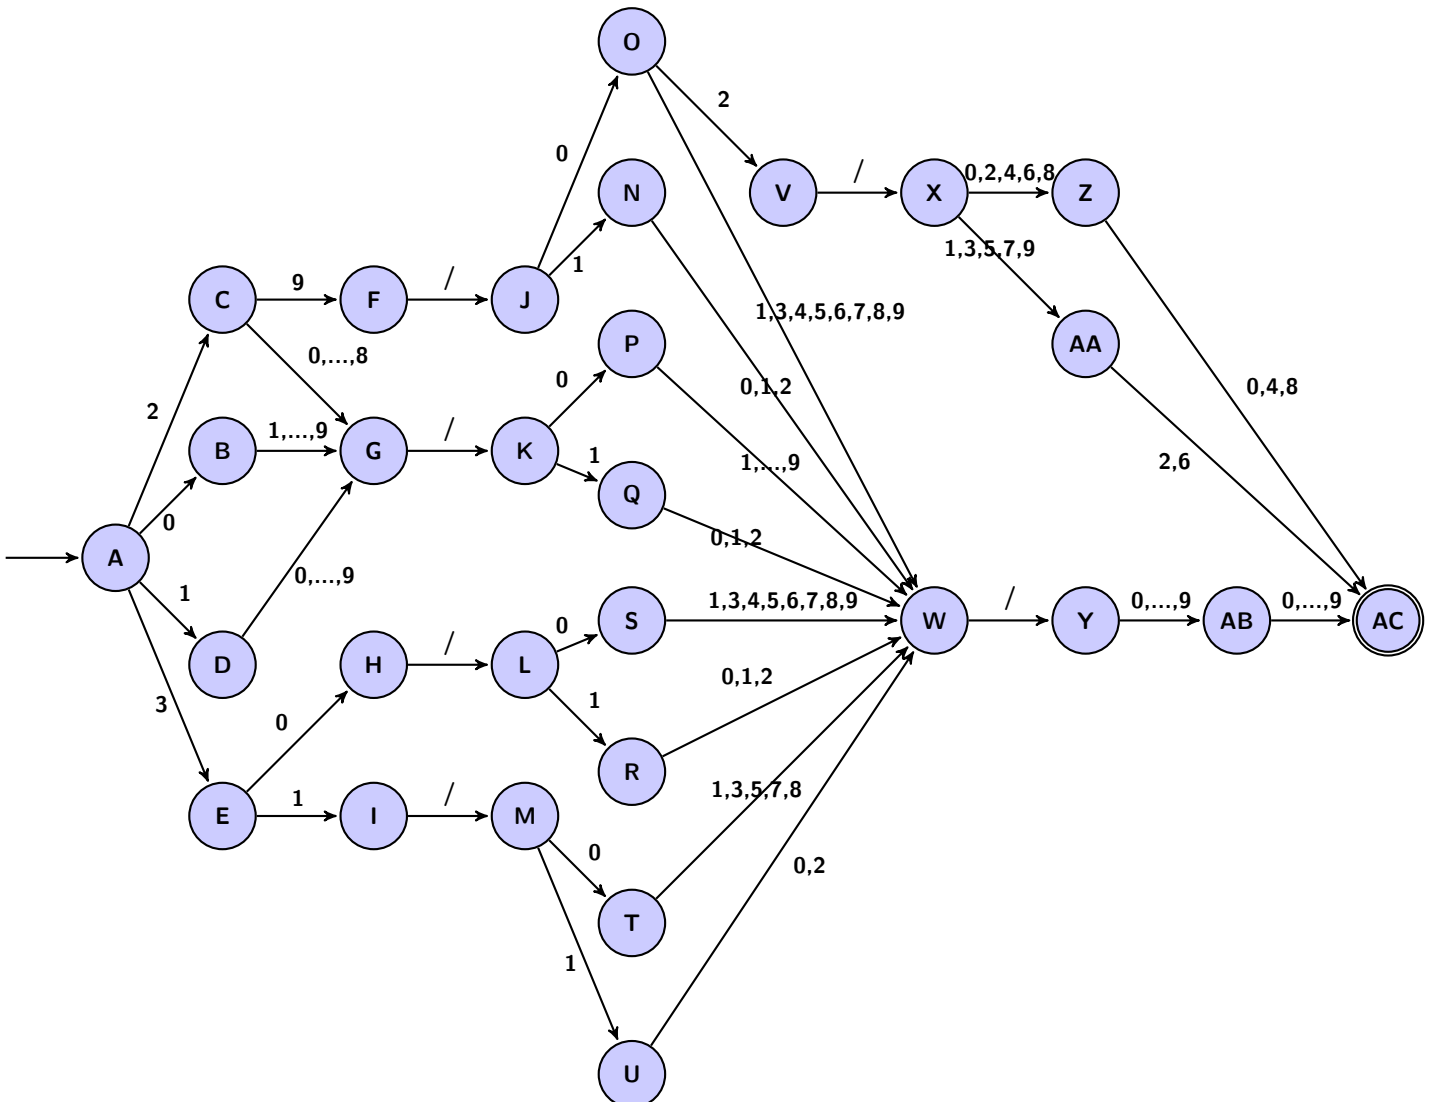 O
2
0
N
V
/
X
0,2,4,6,8
Z
1
1,3,5,7,9
C
9
F
/
J
1,3,4,5,6,7,8,9
0,...,8
P
AA
2
0
0,1,2
0,4,8
B
1,...,9
G
/
K
1
1,...,9
2,6
Q
0
0,1,2
A
1
0,...,9
1,3,4,5,6,7,8,9
/
0,...,9
0,...,9
0
S
W
Y
AB
AC
D
H
/
L
0,1,2
3
1
0
R
1,3,5,7,8
E
1
I
/
M
0
0,2
T
1
U